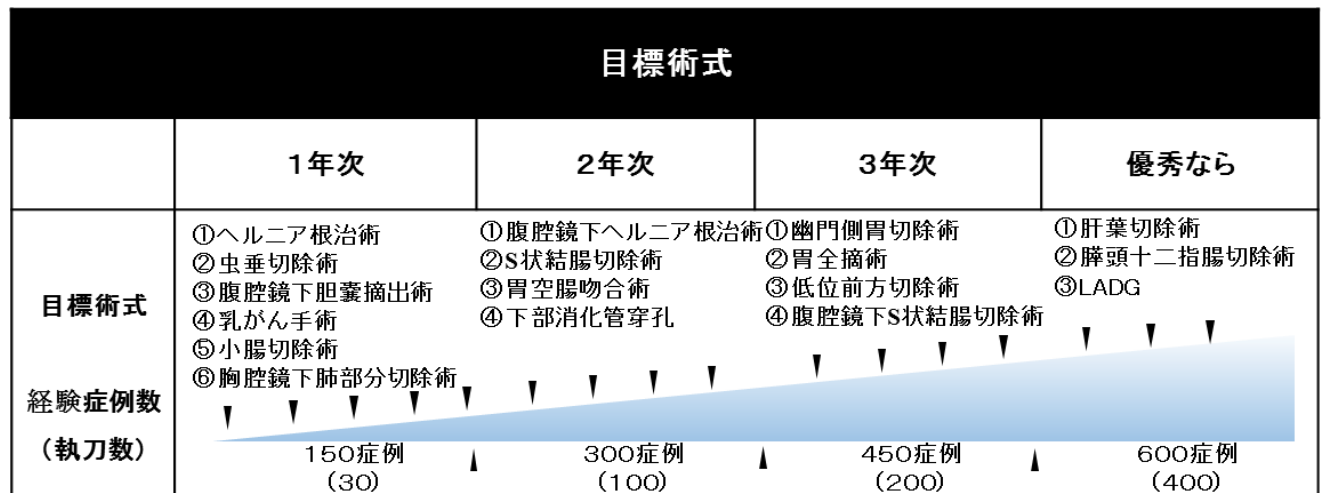 目標術式
1年次
2年次
3年次
優秀なら
目標術式
①ヘルニア根治術
②虫垂切除術
③腹腔鏡下胆嚢摘出術
④乳がん手術
⑤小腸切除術
⑥胸腔鏡下肺部分切除術
①腹腔鏡下ヘルニア根治術
②S状結腸切除術
③胃空腸吻合術
④下部消化管穿孔
①幽門側胃切除術
②胃全摘術
③低位前方切除術
④腹腔鏡下S状結腸切除術
①肝葉切除術
②膵頭十二指腸切除術
③LADG
経験症例数
（執刀数）
150症例
(30)
300症例
(100)
450症例
(200)
600症例
(400)